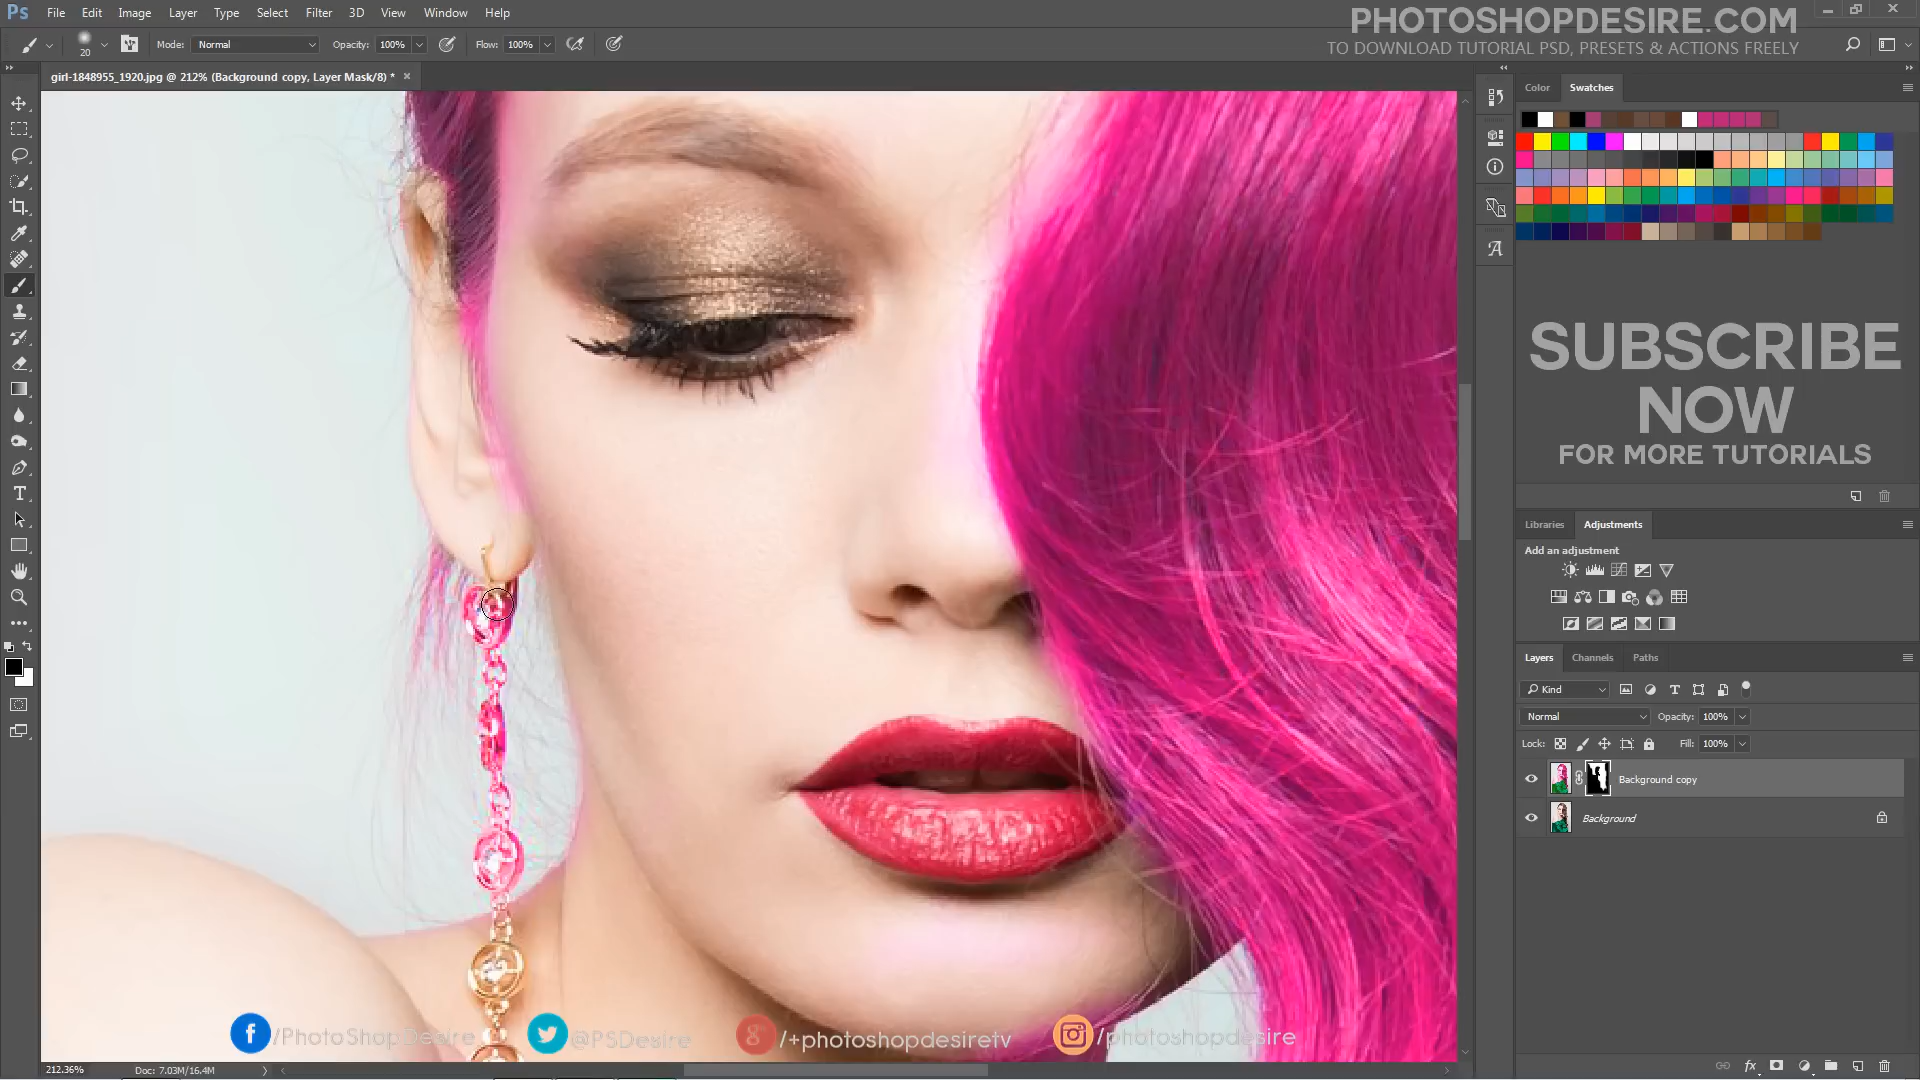 Ps File Edit Image Layer Type Select Filter 3D View Window Help
PHOTOSHOPDESIRE.COM
TO DOWNLOAD TUTORIAL PSD, PRESETS & ACTIONS FREELY
20 Mode: Normal Opacity: 100% Flow: 100%
girl-1848955_1920.jpg @ 212% (Background copy, Layer Mask/8) *
Color Swatches
SUBSCRIBE
NOW
FOR MORE TUTORIALS
Libraries Adjustments
Add an adjustment
Layers Channels Paths
Kind
Normal Opacity: 100%
Lock: Fill: 100%
Background copy
Background
/PhotoShopDesire @PSDesire /+photoshopdesiretv /photoshopdesire
212.36% Doc: 7.03M/16.4M